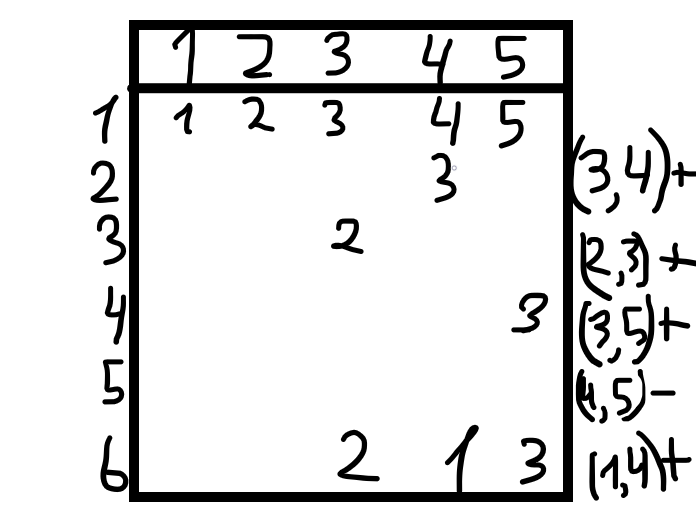 1 2 3 4 5
1 1 2 3 4 5
2 3 (3,4)+
3 2 (2,3)+
4 3 (3,5)+
5 (4,5)-
6 2 1 3 (1,4)+